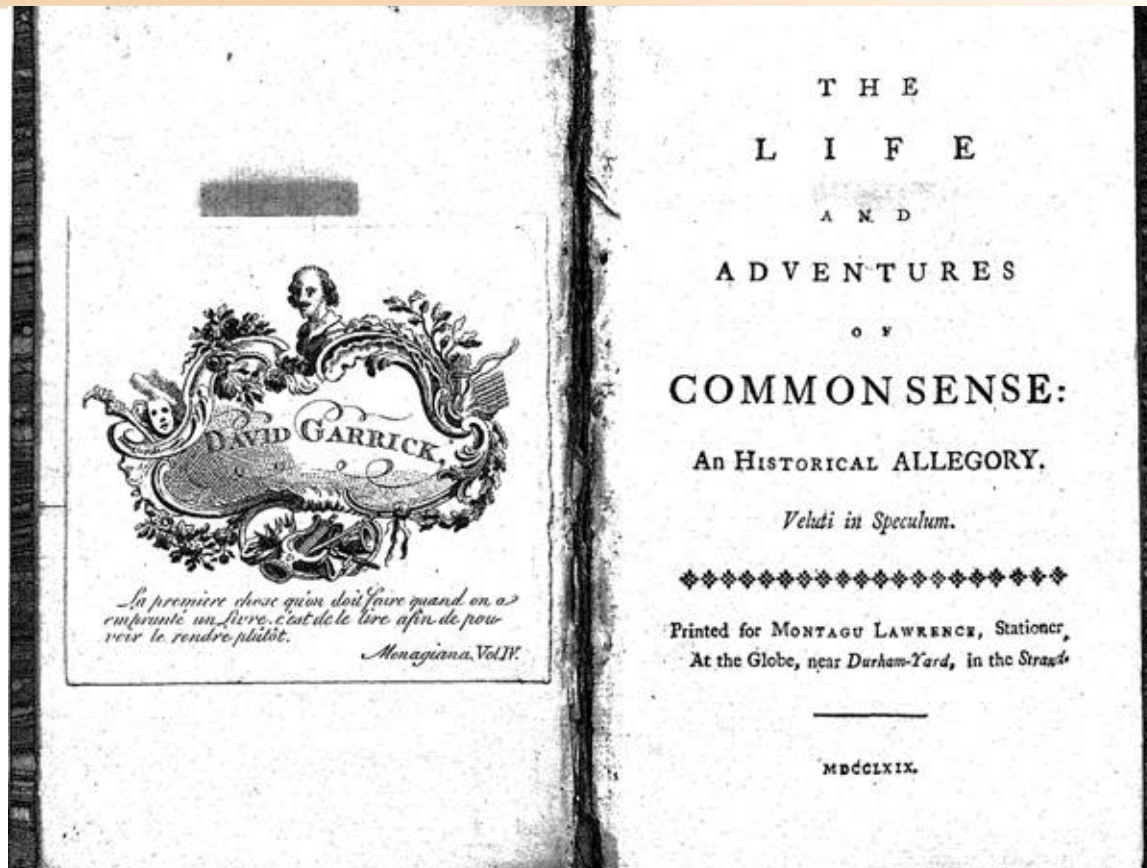 DAVID GARRICK,
La premiere chose qu'on doit faire quand on a
emprunté un Livre, c'est de le lire afin de pou-
voir le rendre plûtôt.
Menagiana. Vol IV.
THE
LIFE
AND
ADVENTURES
OF
COMMON SENSE:
An HISTORICAL ALLEGORY.
Veluti in Speculum.
Printed for MONTAGU LAWRENCE, Stationer,
At the Globe, near Durham-Yard, in the Strand.
MDCCLXIX.